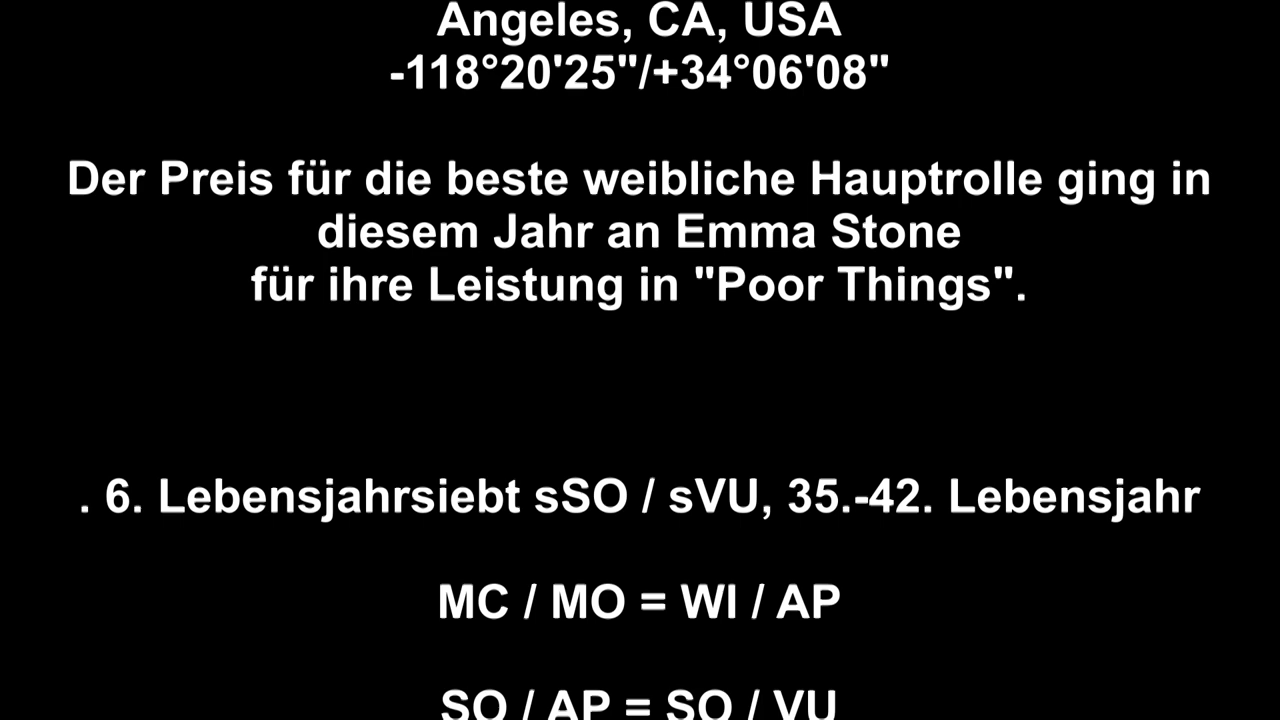 Angeles, CA, USA
-118°20'25"/+34°06'08"
Der Preis für die beste weibliche Hauptrolle ging in
diesem Jahr an Emma Stone
für ihre Leistung in "Poor Things".
. 6. Lebensjahrsiebt sSO / sVU, 35.-42. Lebensjahr
MC / MO = WI / AP
SO / AP = SO / VU